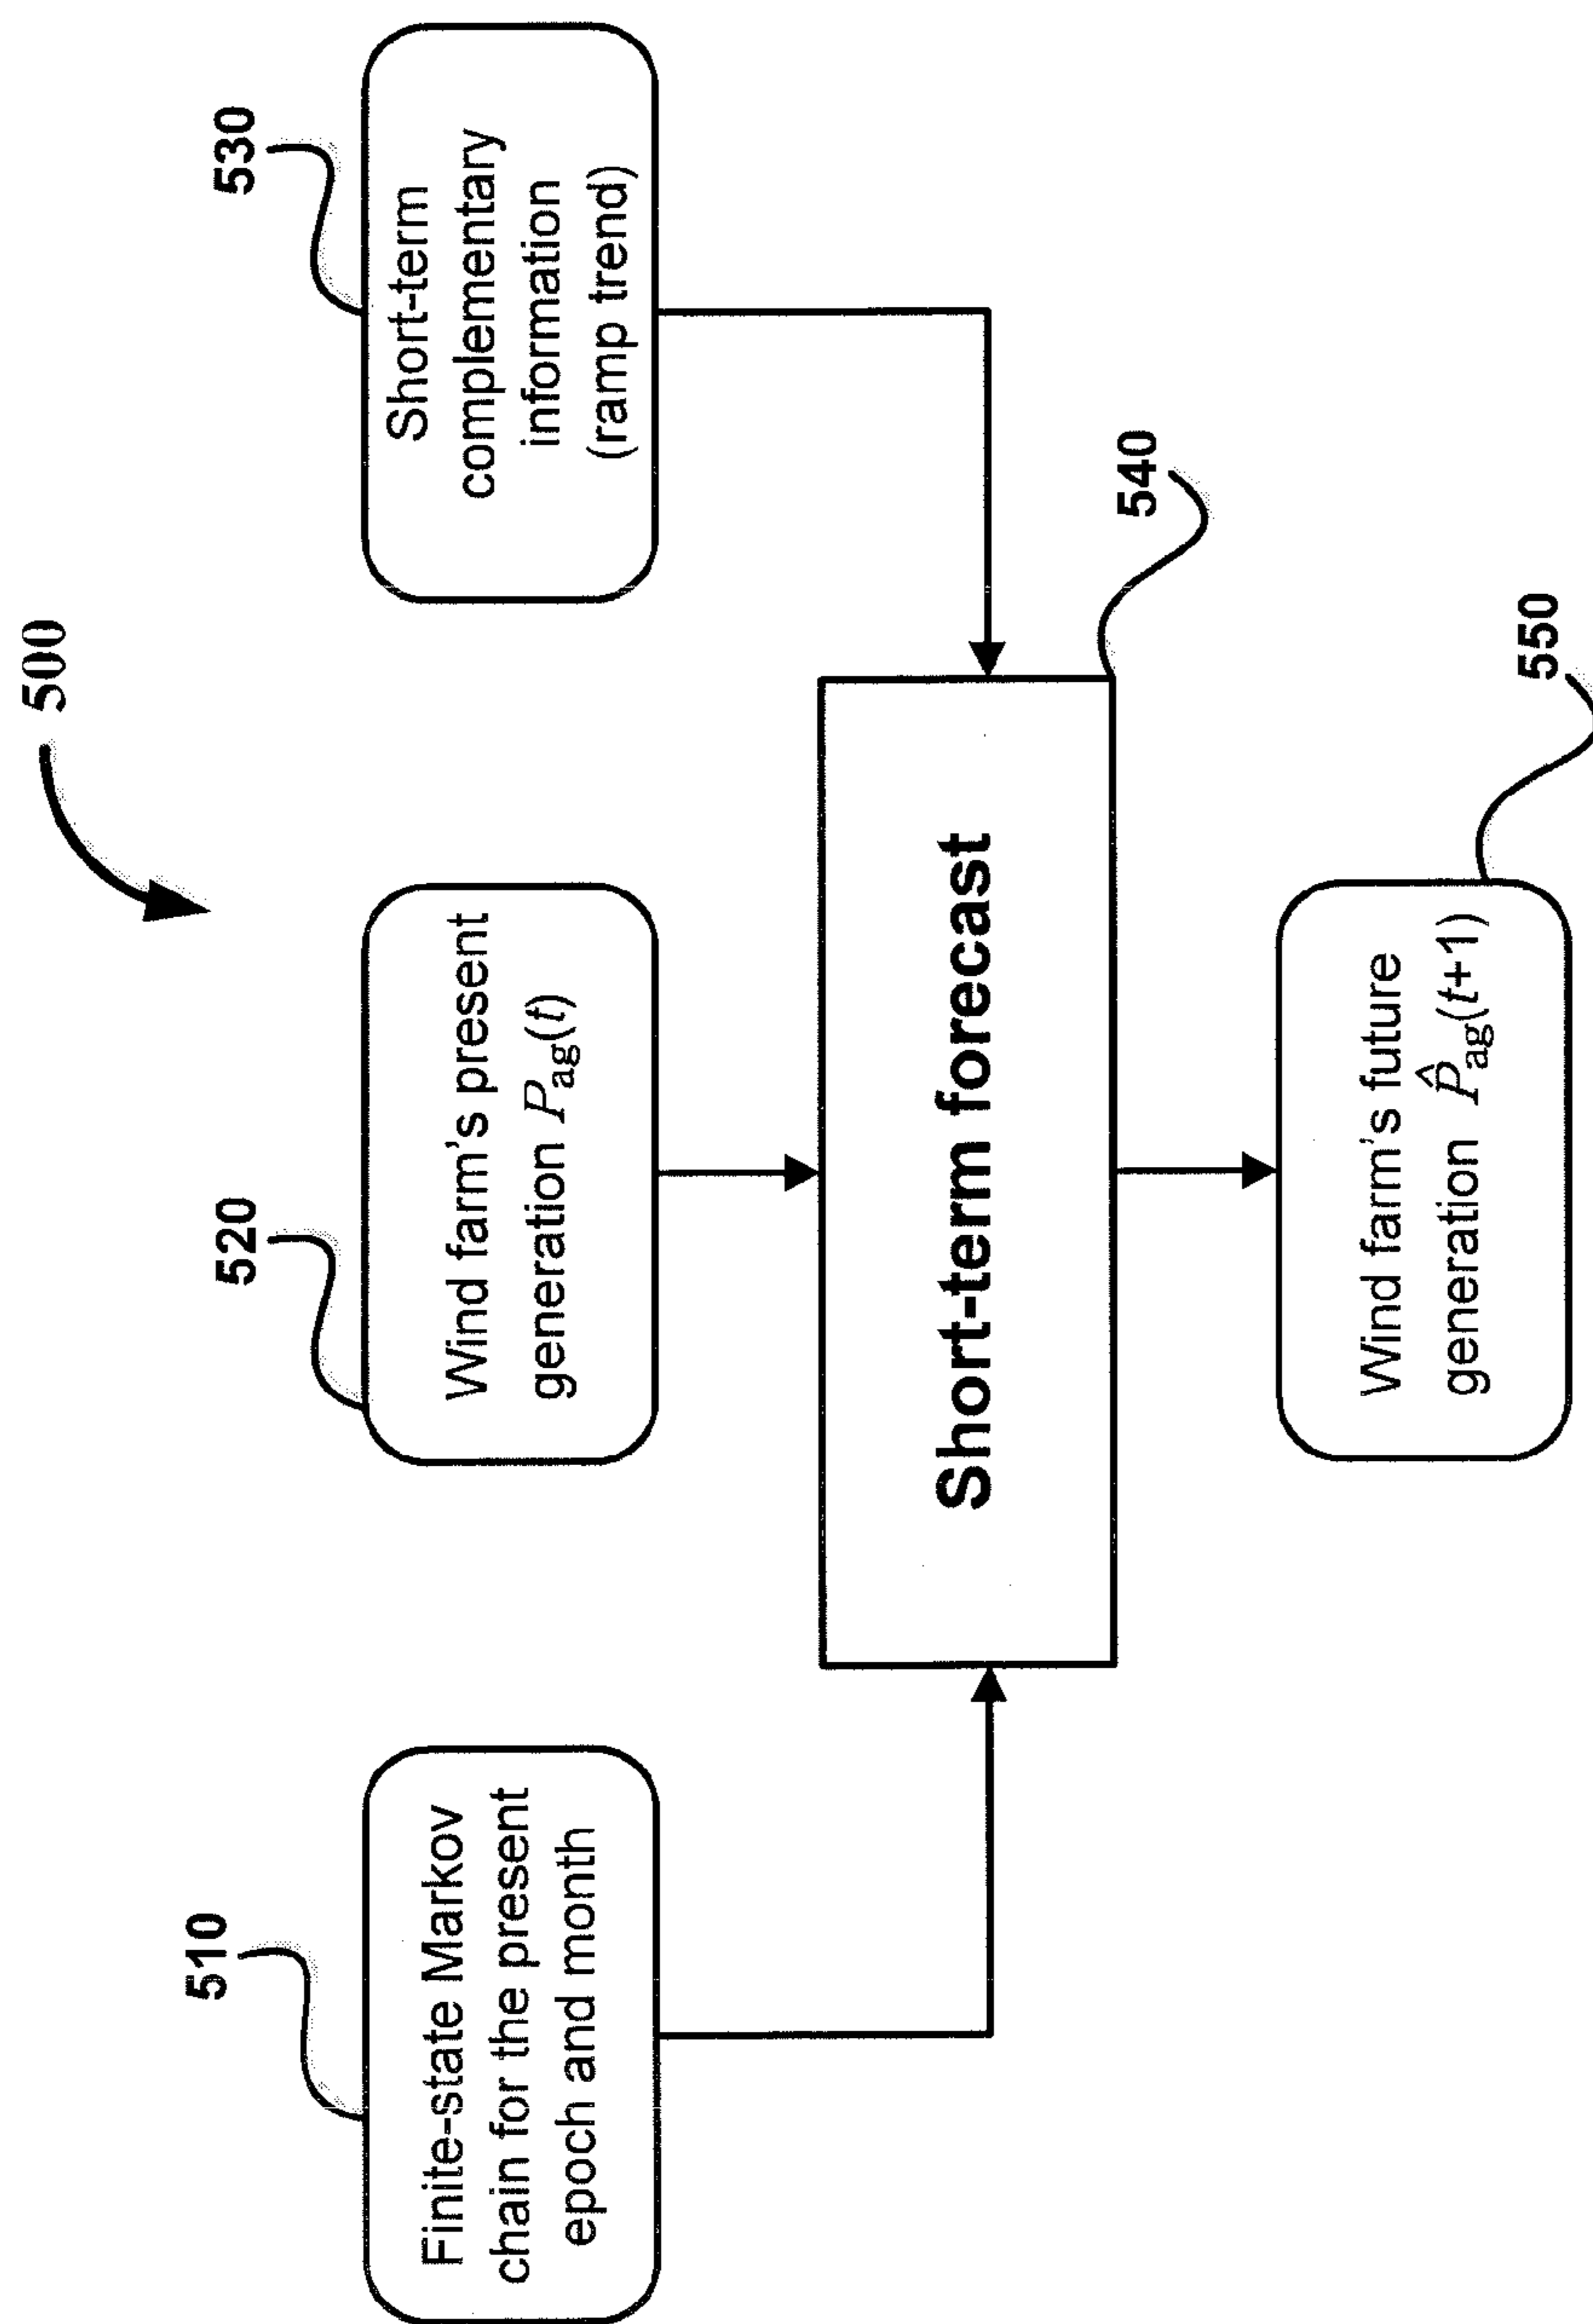 500
510
Finite-state Markov
chain for the present
epoch and month
520
Wind farm's present
generation P_ag(t)
530
Short-term
complementary
information
(ramp trend)
540
Short-term forecast
550
Wind farm's future
generation P̂_ag(t+1)